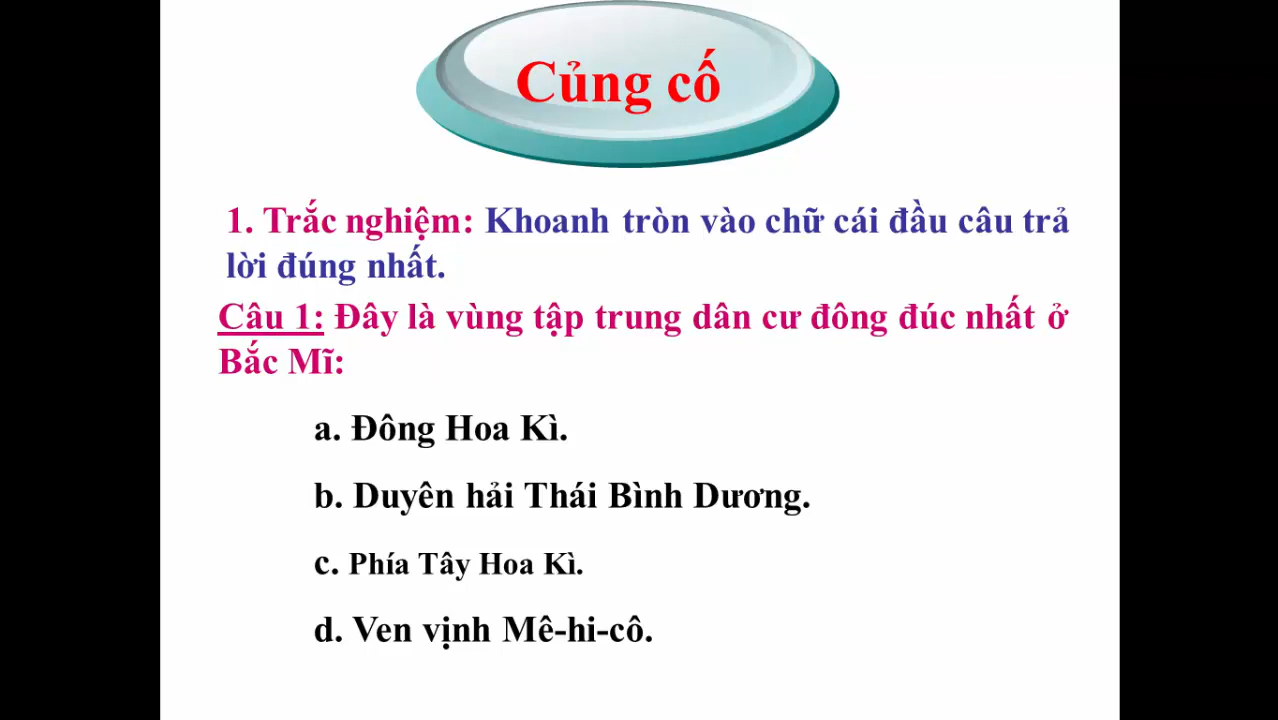 Củng cố
1. Trắc nghiệm: Khoanh tròn vào chữ cái đầu câu trả
lời đúng nhất.
Câu 1: Đây là vùng tập trung dân cư đông đúc nhất ở
Bắc Mĩ:
a. Đông Hoa Kì.
b. Duyên hải Thái Bình Dương.
c. Phía Tây Hoa Kì.
d. Ven vịnh Mê-hi-cô.